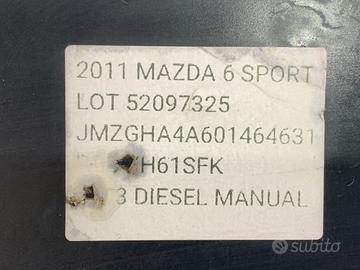 2011 MAZDA 6 SPORT
LOT 52097325
JMZGHA4A601464631
H61SFK
3 DIESEL MANUAL
subito